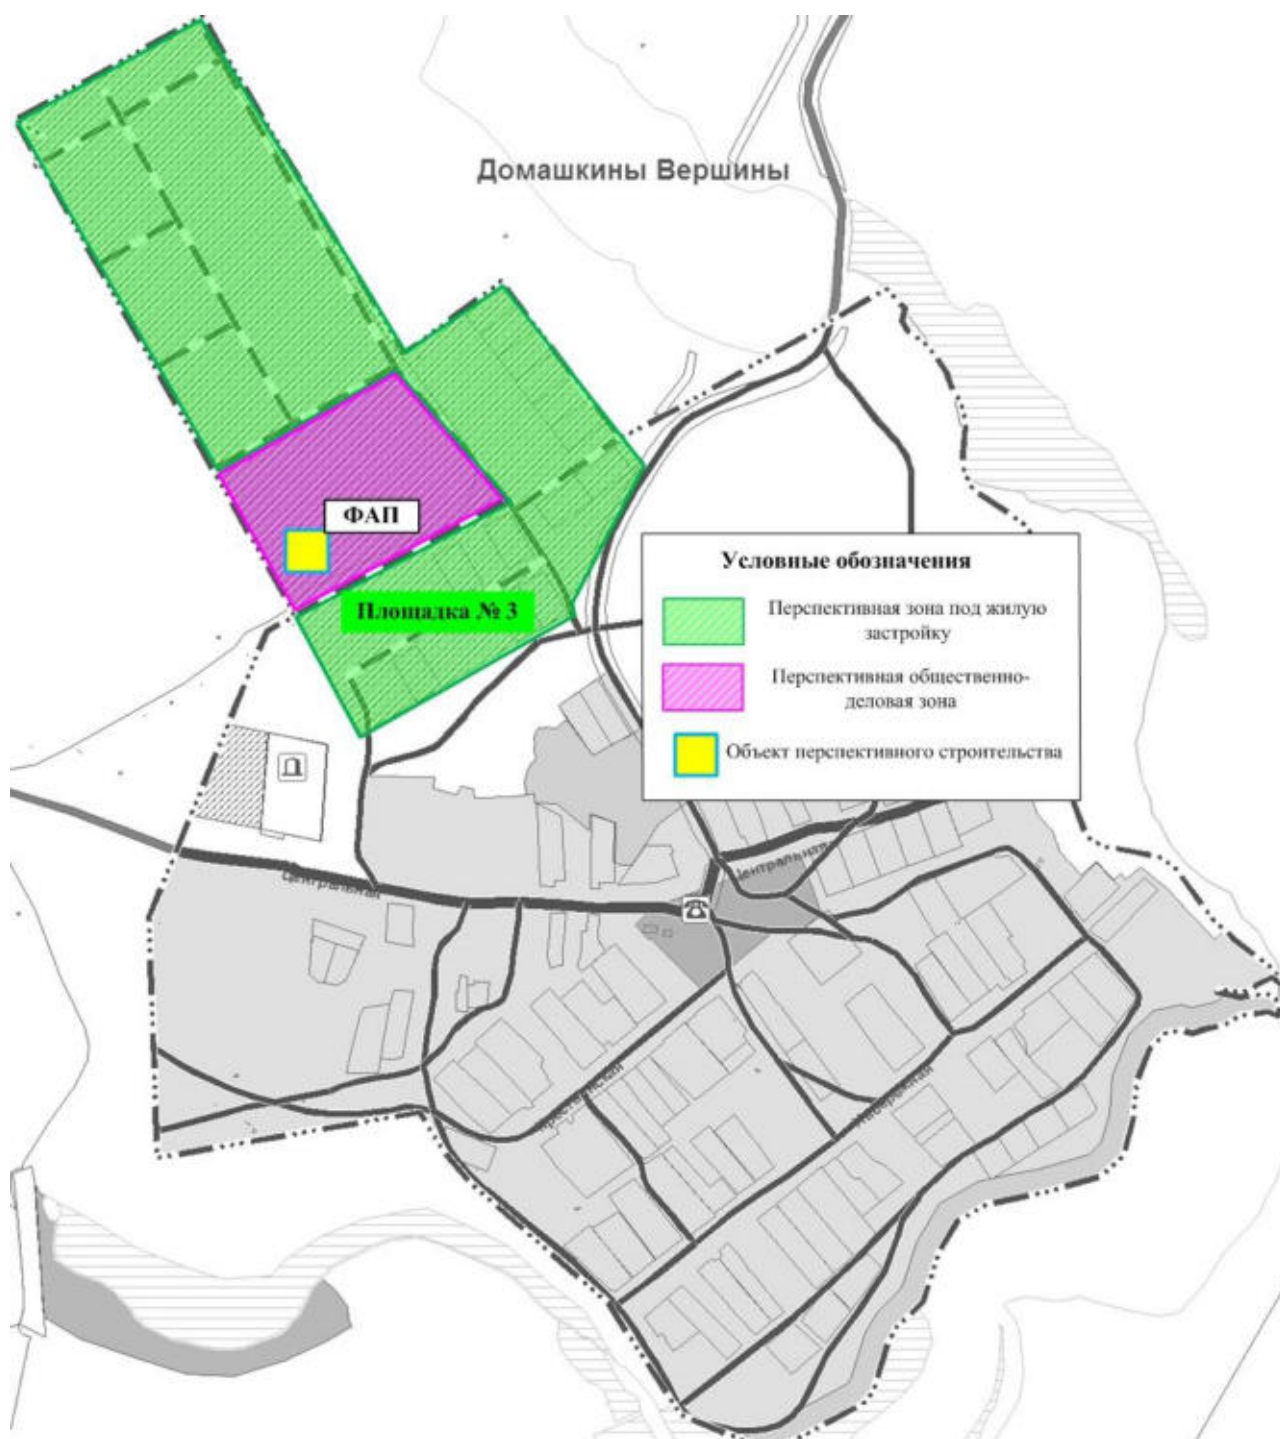 Домашкины Вершины
ФАП
Площадка № 3
Условные обозначения
Перспективная зона под жилую
застройку
Перспективная общественно-
деловая зона
Объект перспективного строительства
Центральная
Центральная